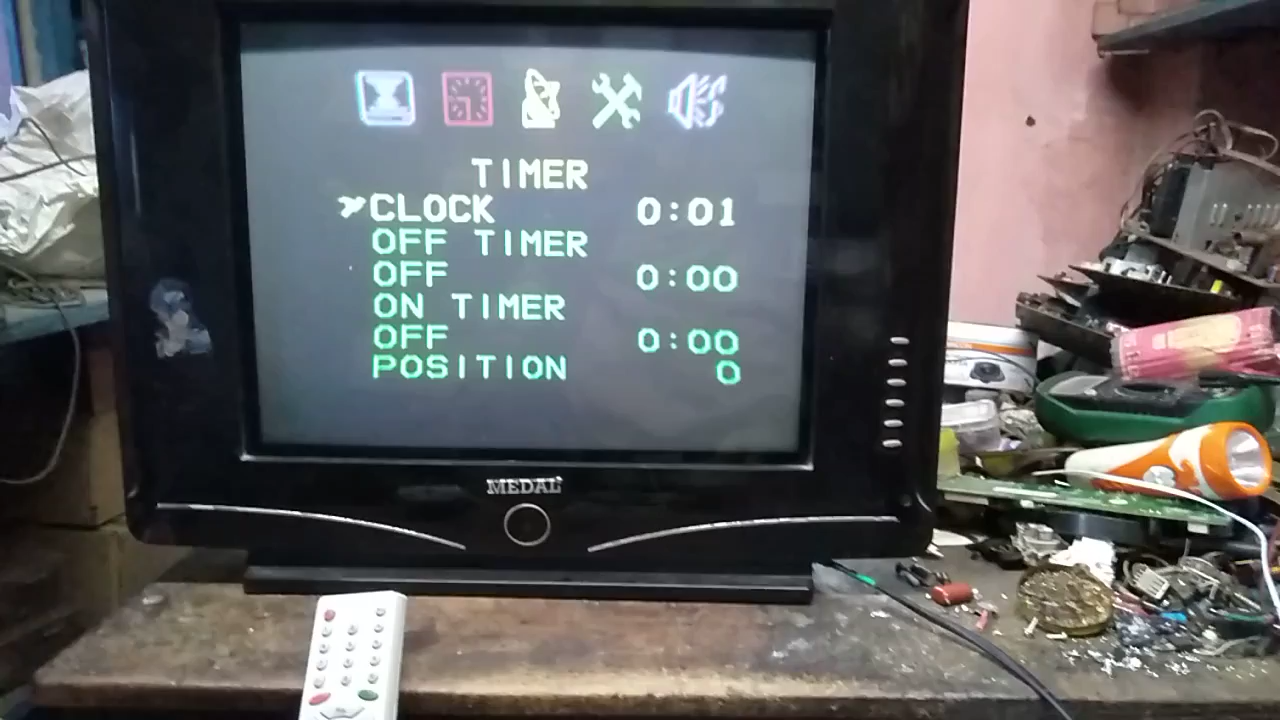 TIMER
CLOCK 0:01
OFF TIMER
OFF 0:00
ON TIMER
OFF 0:00
POSITION 0
MEDAL